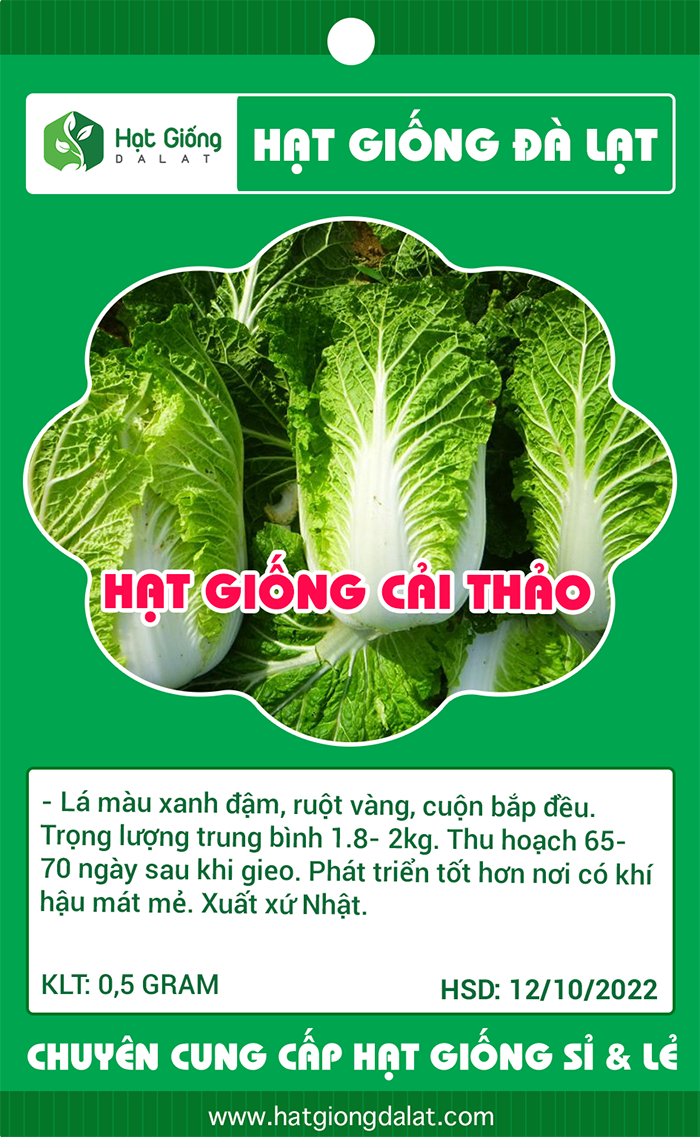 Hạt Giống
DALAT
HẠT GIỐNG ĐÀ LẠT
HẠT GIỐNG CẢI THẢO
- Lá màu xanh đậm, ruột vàng, cuộn bắp đều.
Trọng lượng trung bình 1.8- 2kg. Thu hoạch 65-
70 ngày sau khi gieo. Phát triển tốt hơn nơi có khí
hậu mát mẻ. Xuất xứ Nhật.
KLT: 0,5 GRAM
HSD: 12/10/2022
CHUYÊN CUNG CẤP HẠT GIỐNG SỈ & LẺ
www.hatgiongdalat.com